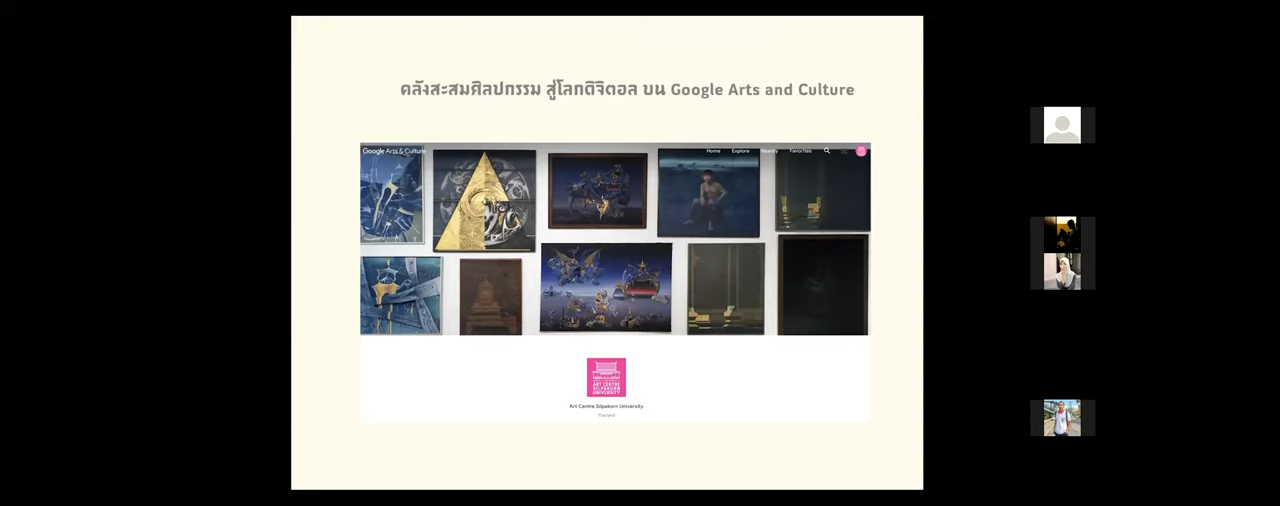 คลังสะสมศิลปกรรม สู่โลกดิจิตอล บน Google Arts and Culture
Google Arts & Culture
Home Explore Nearby Favorites
ART CENTRE
SILPAKORN
UNIVERSITY
Art Centre Silpakorn University
Thailand